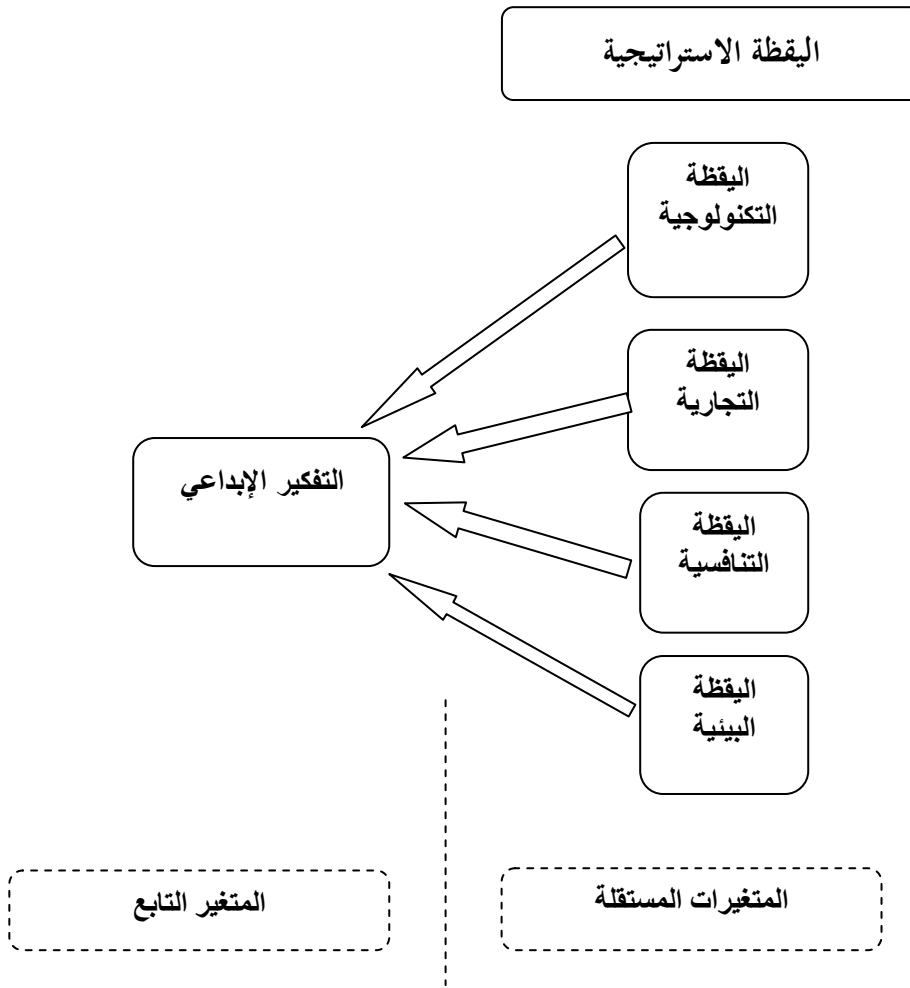 اليقظة الاستراتيجية
اليقظة
التكنولوجية
اليقظة
التجارية
التفكير الإبداعي
اليقظة
التنافسية
اليقظة
البيئية
المتغيرات المستقلة
المتغير التابع